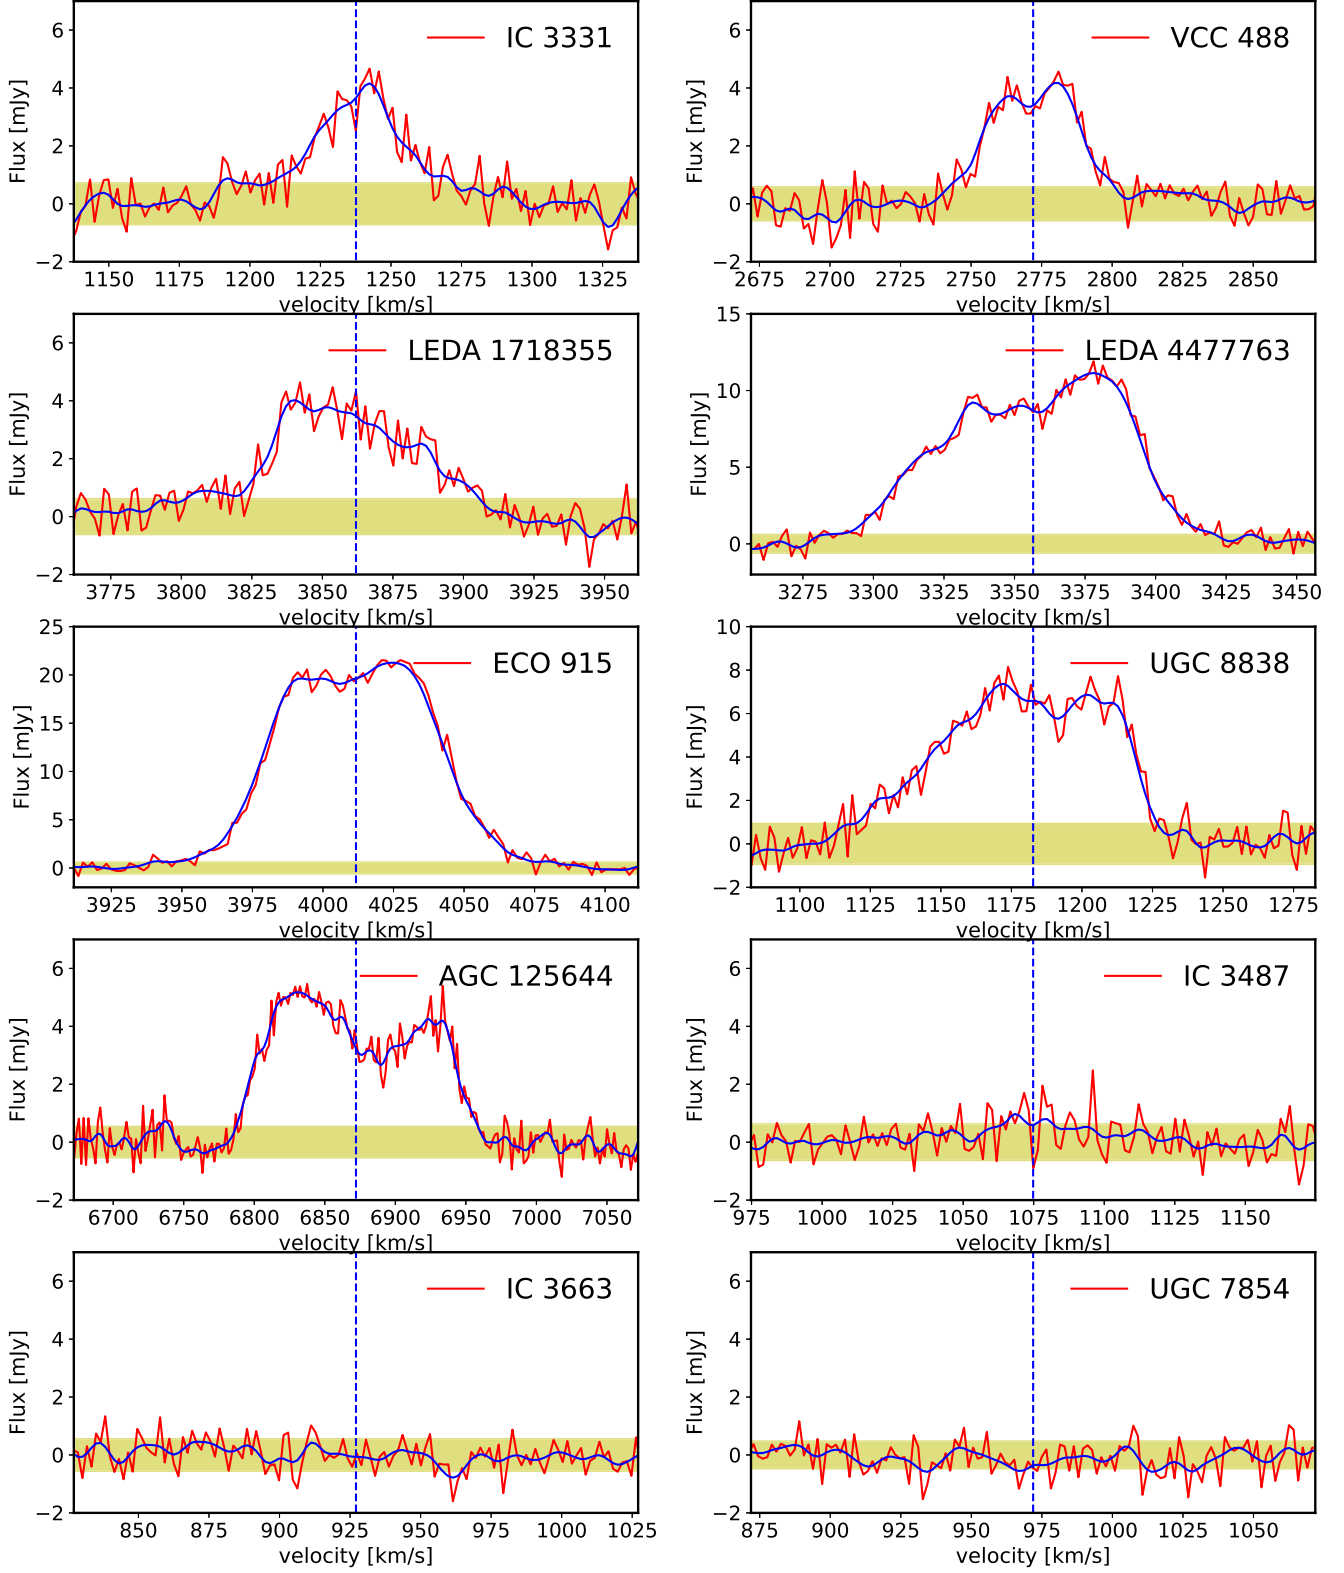 IC 3331
Flux [mJy]
6
4
2
0
−2
1150 1175 1200 1225 1250 1275 1300 1325
velocity [km/s]
VCC 488
Flux [mJy]
6
4
2
0
−2
2675 2700 2725 2750 2775 2800 2825 2850
velocity [km/s]
LEDA 1718355
Flux [mJy]
6
4
2
0
−2
3775 3800 3825 3850 3875 3900 3925 3950
velocity [km/s]
LEDA 4477763
Flux [mJy]
15
10
5
0
3275 3300 3325 3350 3375 3400 3425 3450
velocity [km/s]
ECO 915
Flux [mJy]
25
20
15
10
5
0
3925 3950 3975 4000 4025 4050 4075 4100
velocity [km/s]
UGC 8838
Flux [mJy]
10
8
6
4
2
0
−2
1100 1125 1150 1175 1200 1225 1250 1275
velocity [km/s]
AGC 125644
Flux [mJy]
6
4
2
0
−2
6700 6750 6800 6850 6900 6950 7000 7050
velocity [km/s]
IC 3487
Flux [mJy]
6
4
2
0
−2
975 1000 1025 1050 1075 1100 1125 1150
velocity [km/s]
IC 3663
Flux [mJy]
6
4
2
0
−2
850 875 900 925 950 975 1000 1025
velocity [km/s]
UGC 7854
Flux [mJy]
6
4
2
0
−2
875 900 925 950 975 1000 1025 1050
velocity [km/s]